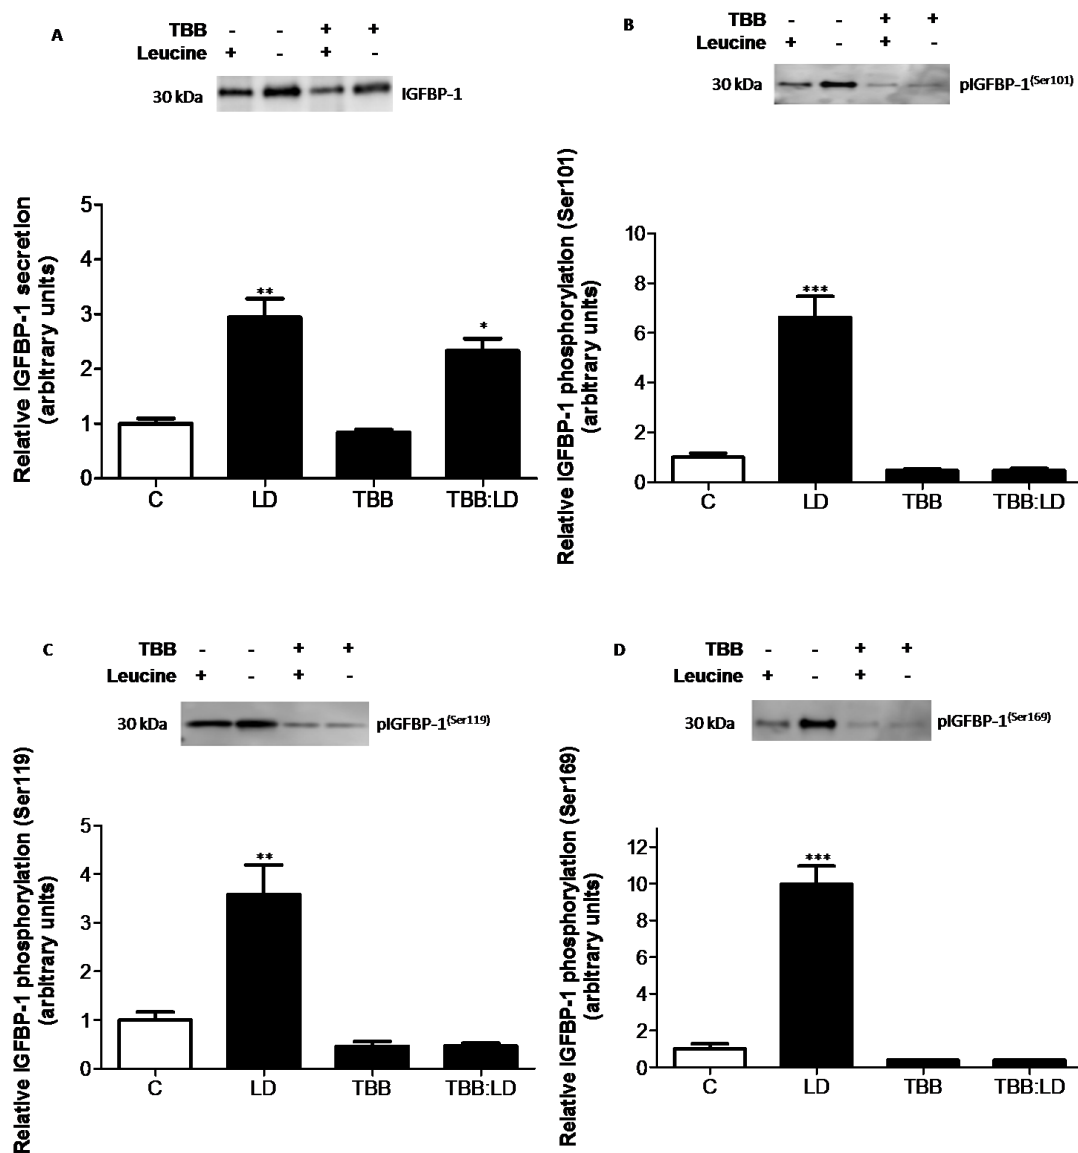 A
TBB - - + +
Leucine + - + -
30 kDa
IGFBP-1
Relative IGFBP-1 secretion
(arbitrary units)
5
4
3
2
1
0
**
*
C LD TBB TBB:LD
B
TBB - - + +
Leucine + - + -
30 kDa
pIGFBP-1(Ser101)
Relative IGFBP-1 phosphorylation (Ser101)
(arbitrary units)
10
8
6
4
2
0
***
C LD TBB TBB:LD
C
TBB - - + +
Leucine + - + -
30 kDa
pIGFBP-1(Ser119)
Relative IGFBP-1 phosphorylation (Ser119)
(arbitrary units)
5
4
3
2
1
0
**
C LD TBB TBB:LD
D
TBB - - + +
Leucine + - + -
30 kDa
pIGFBP-1(Ser169)
Relative IGFBP-1 phosphorylation (Ser169)
(arbitrary units)
12
10
8
6
4
2
0
***
C LD TBB TBB:LD